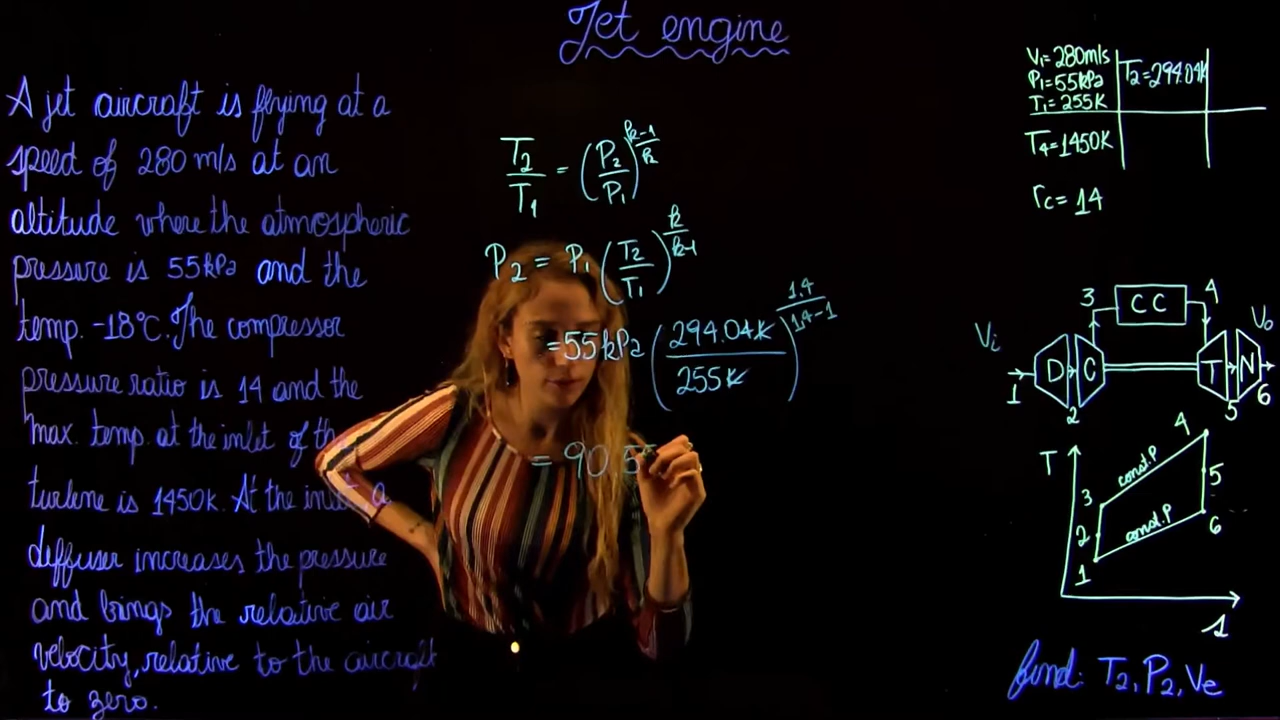 Jet engine
A jet aircraft is flying at a
speed of 280 m/s at an
altitude where the atmospheric
pressure is 55kPa and the
temp. -18°C. The compressor
pressure ratio is 14 and the
max. temp. at the inlet of the
turbine is 1450K. At the inlet, a
diffuser increases the pressure
and brings the relative air
velocity, relative to the aircraft
to zero.
T2/T1 = (P2/P1)^(k-1)/k
P2 = P1 (T2/T1)^k/k-1
= 55kPa (294.04K/255K)^1.4/1.4-1
= 90.5
V1 = 280m/s
P1 = 55kPa
T1 = 255K
T2 = 294.04K
T4 = 1450K
rc = 14
3 CC 4
Vi Vo
1 D C T N 6
2 5
T 4
const. P
3 5
const. P
2 6
1
s
find: T2, P2, Ve